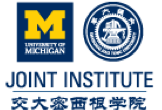 M
UNIVERSITY OF
MICHIGAN
JOINT INSTITUTE
交大密西根学院